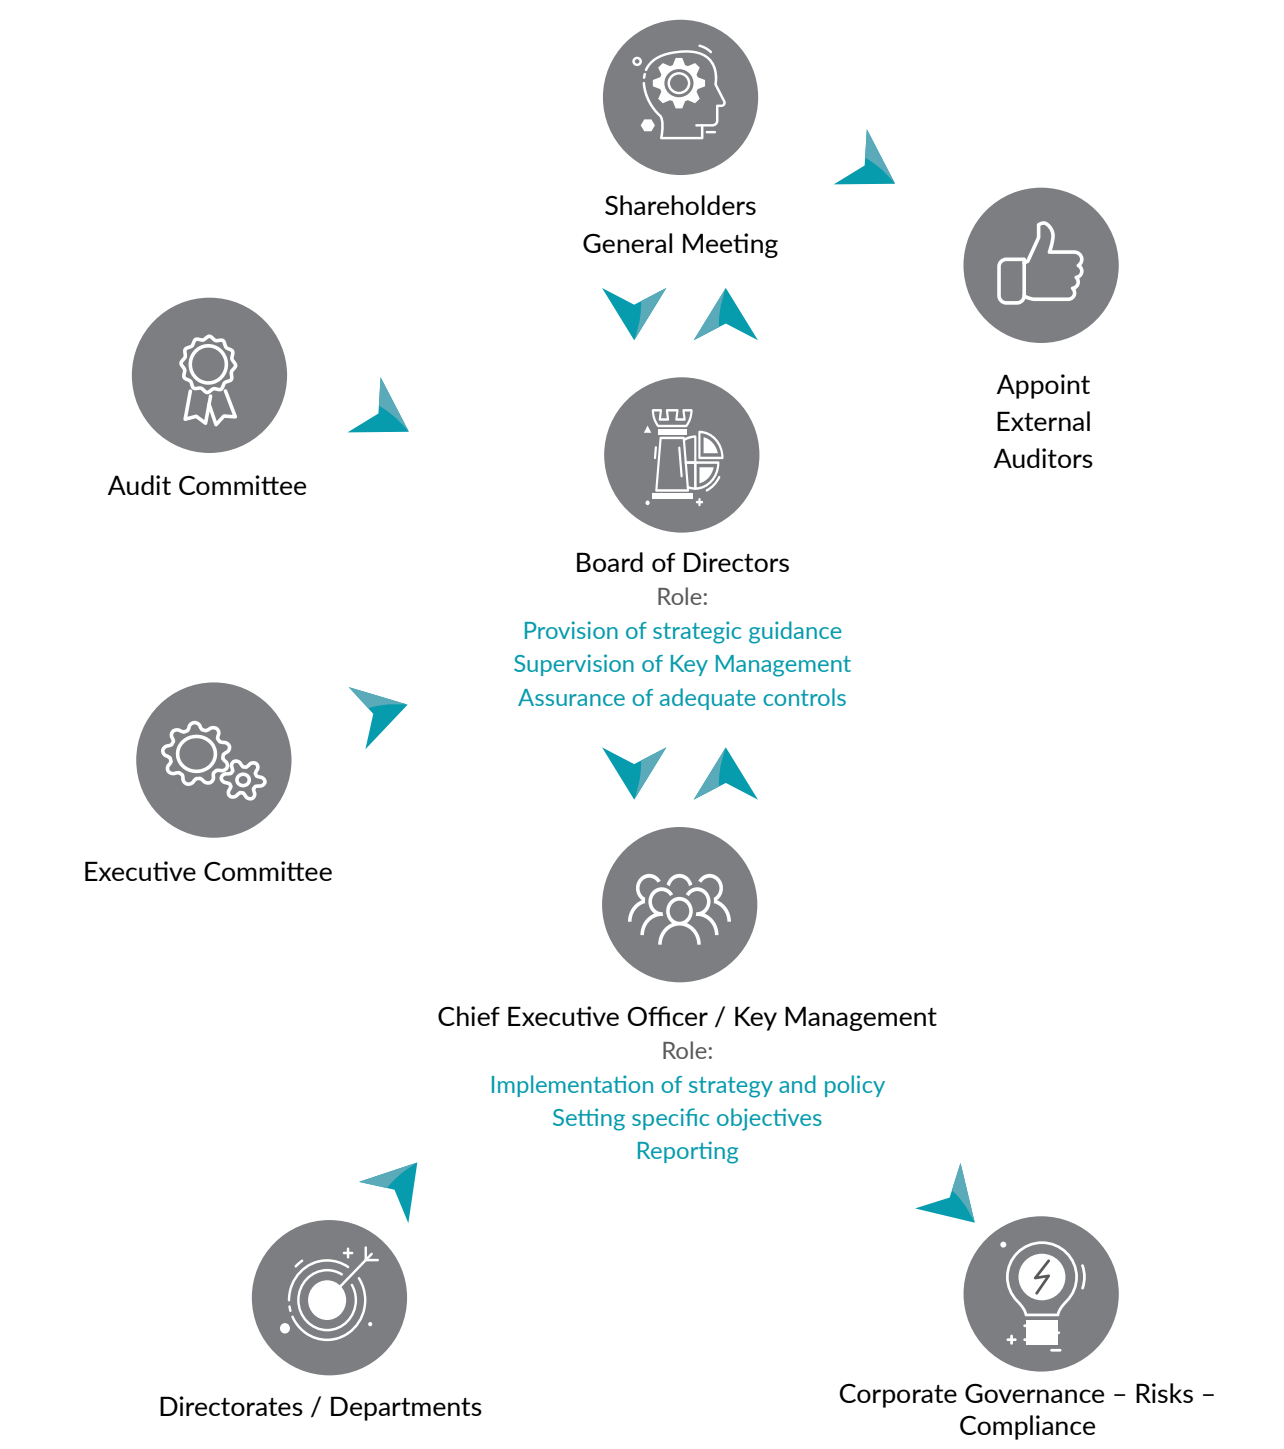 Shareholders
General Meeting
Appoint
External
Auditors
Audit Committee
Board of Directors
Role:
Provision of strategic guidance
Supervision of Key Management
Assurance of adequate controls
Executive Committee
Chief Executive Officer / Key Management
Role:
Implementation of strategy and policy
Setting specific objectives
Reporting
Directorates / Departments
Corporate Governance – Risks –
Compliance